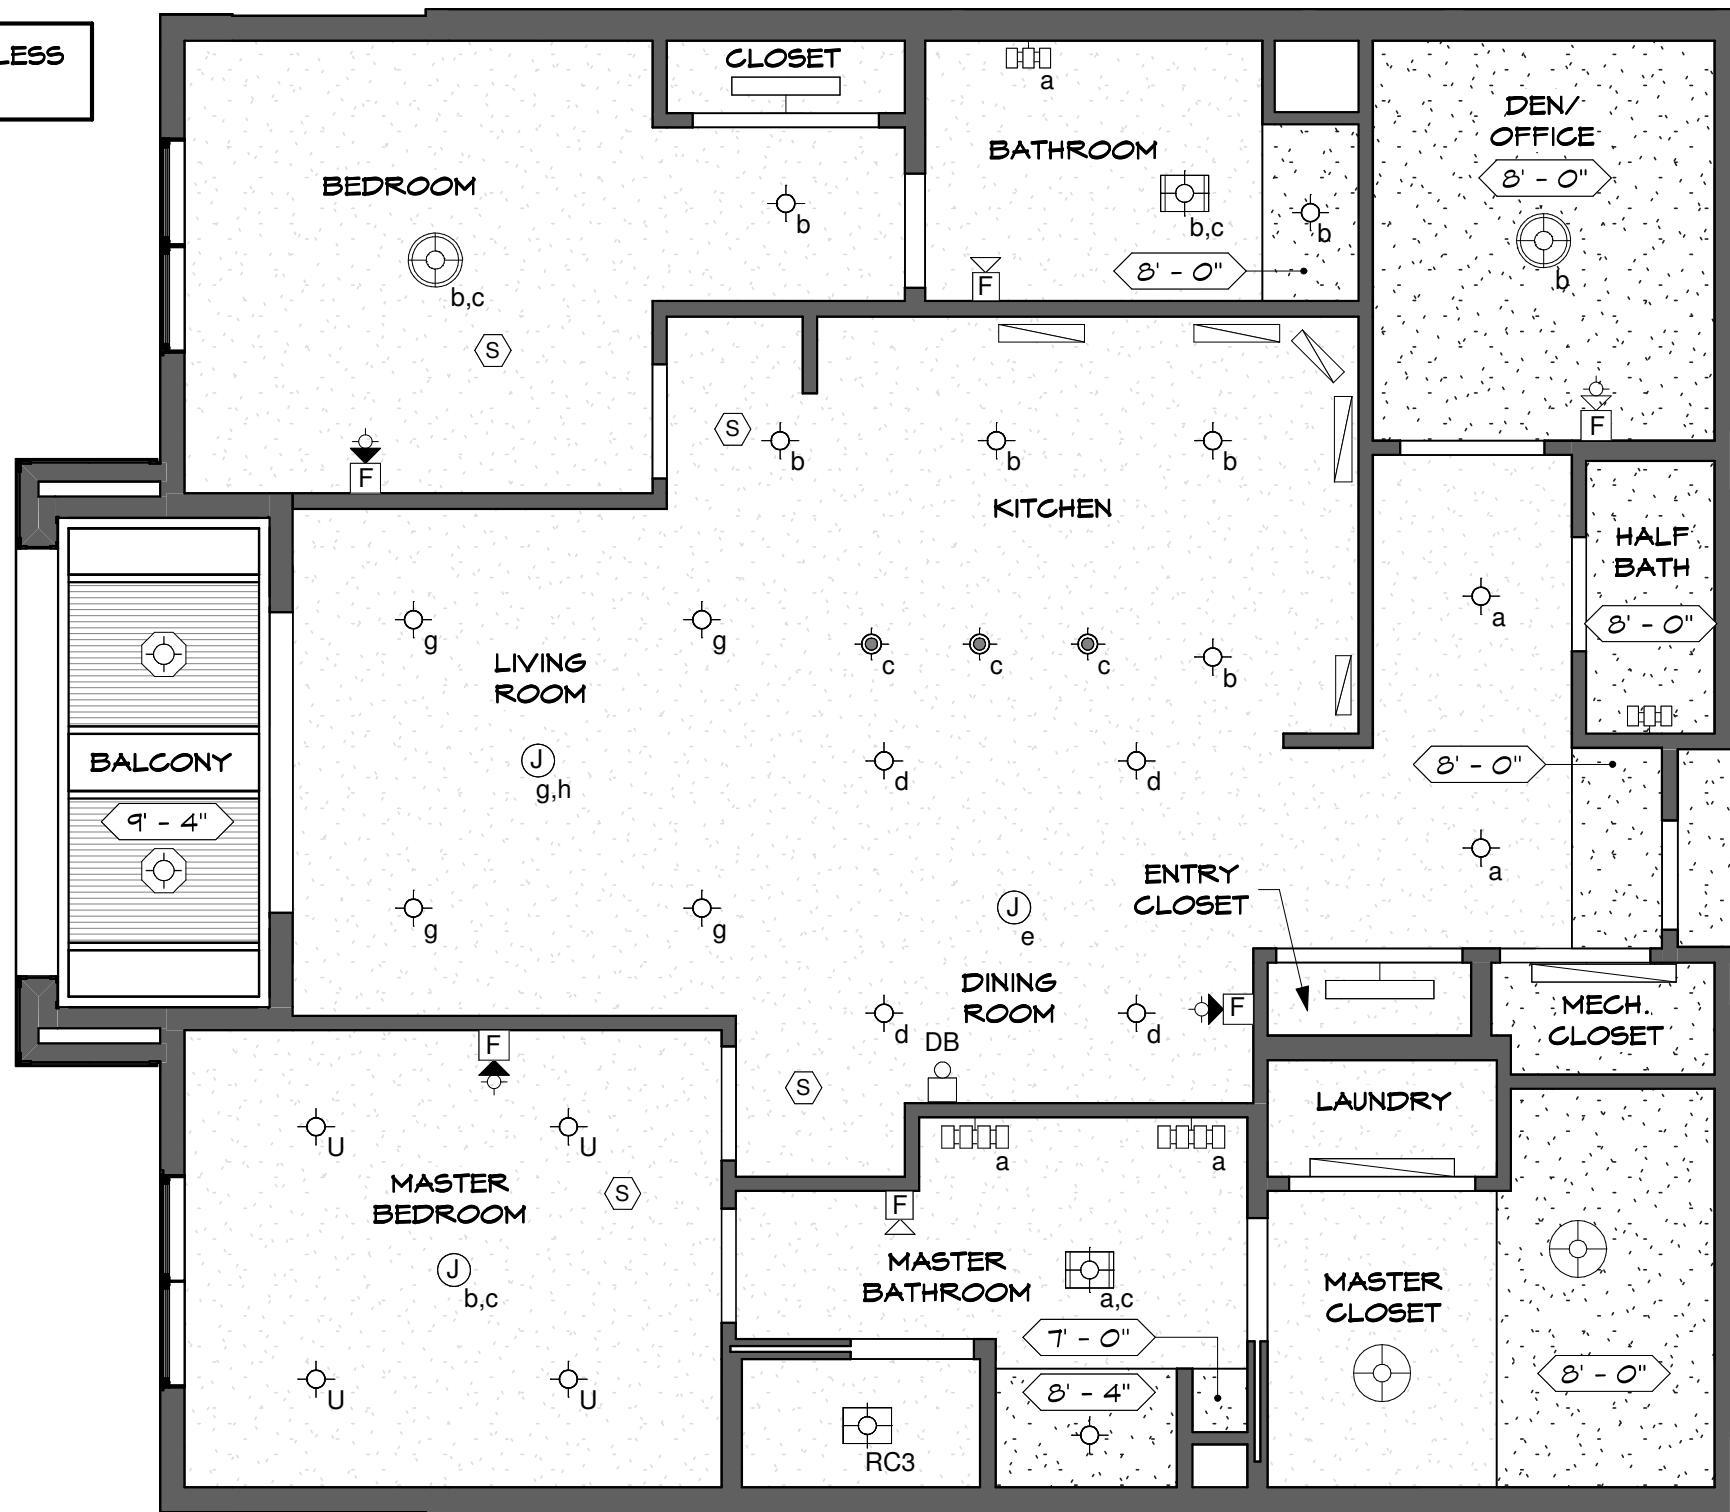 LESS
CLOSET
a
DEN/
OFFICE
8' - 0"
b
BATHROOM
BEDROOM
b
b,c
b
8' - 0"
F
b,c
S
F
F
S
b
b
b
KITCHEN
HALF
BATH
8' - 0"
a
g
g
c
c
c
b
LIVING
ROOM
J
g,h
d
d
BALCONY
9' - 4"
8' - 0"
a
ENTRY
CLOSET
g
g
J
e
DINING
ROOM
d
d
F
DB
MECH.
CLOSET
F
S
LAUNDRY
U
U
a
a
MASTER
BEDROOM
S
F
J
b,c
MASTER
BATHROOM
a,c
MASTER
CLOSET
7' - 0"
8' - 4"
8' - 0"
U
U
RC3